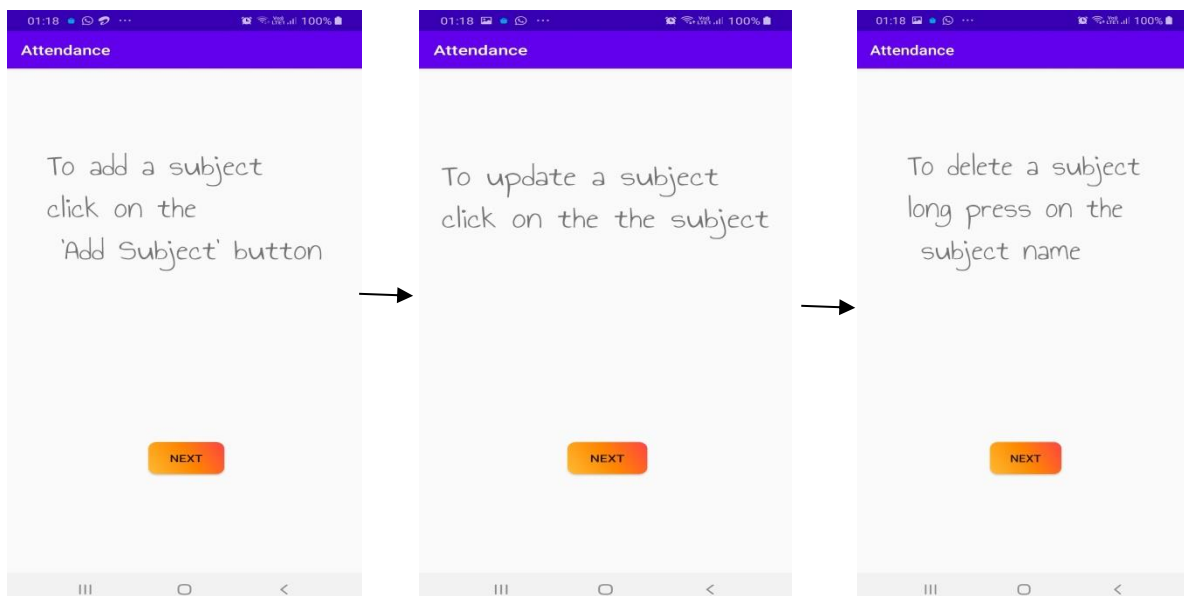 01:18
100%
Attendance
To add a subject
click on the
'Add Subject' button
NEXT
01:18
100%
Attendance
To update a subject
click on the the subject
NEXT
01:18
100%
Attendance
To delete a subject
long press on the
subject name
NEXT